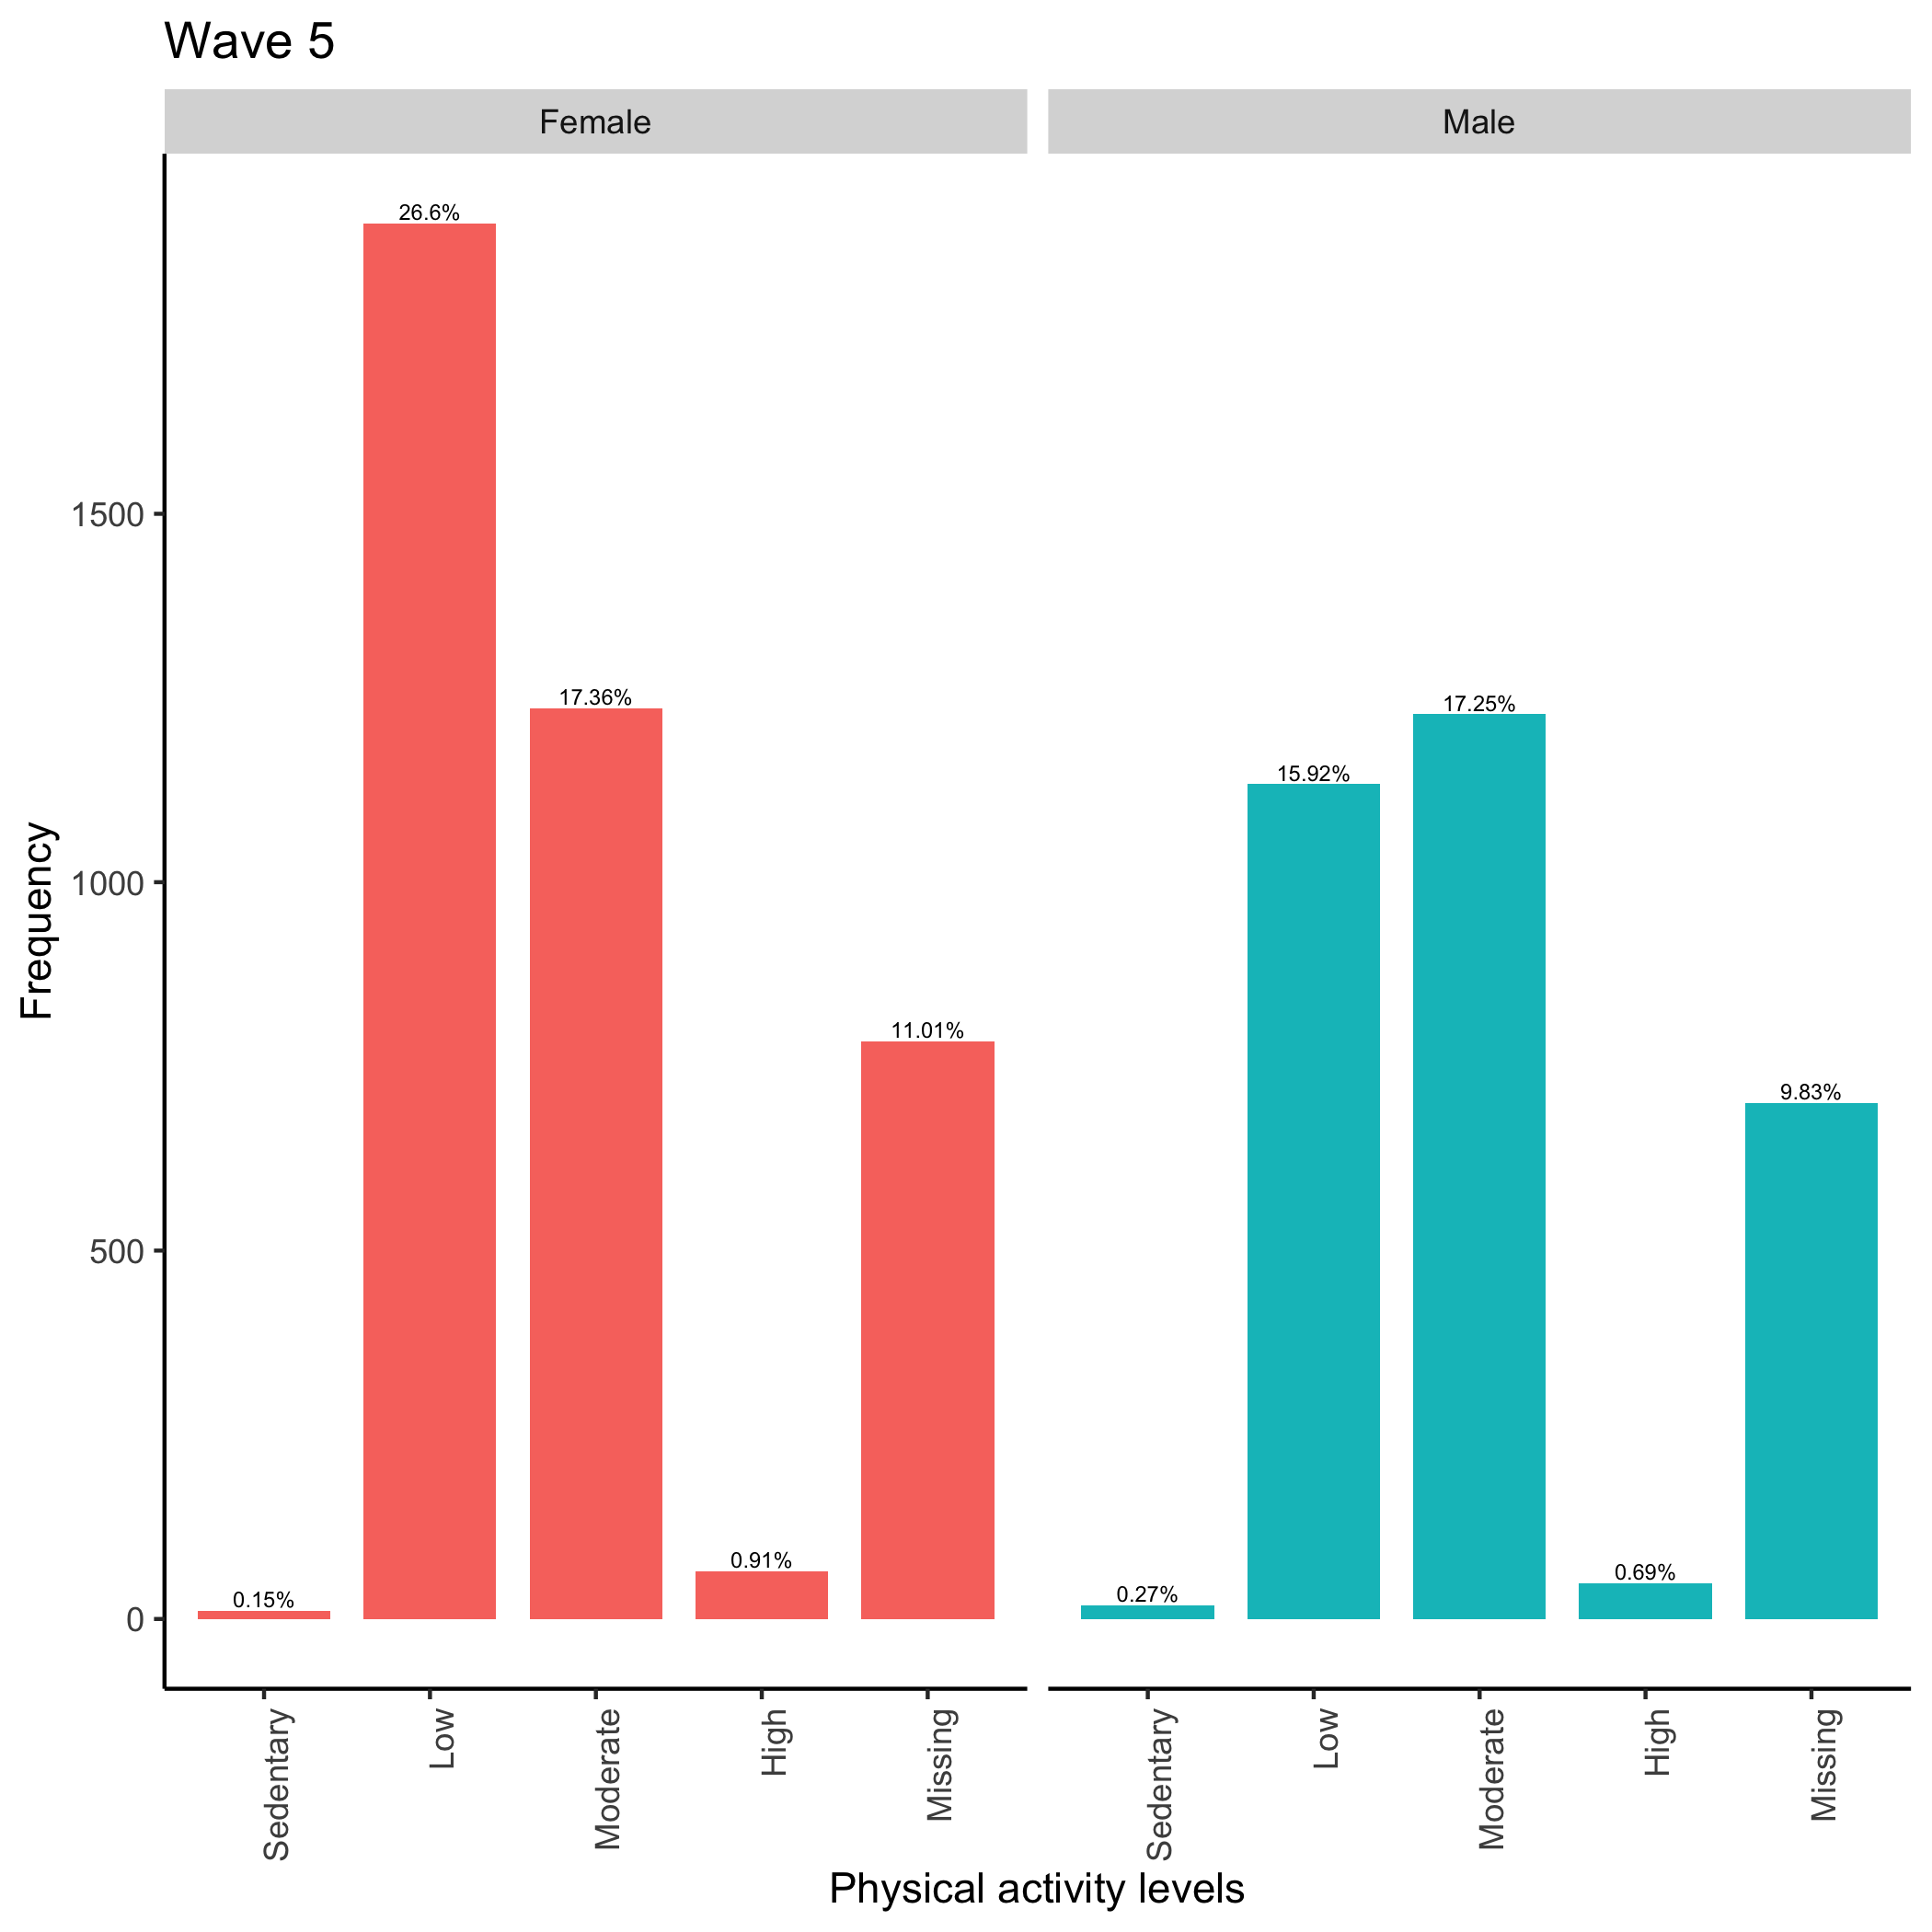 Wave 5
Female
Male
26.6%
17.36%
17.25%
15.92%
11.01%
9.83%
0.91%
0.69%
0.15%
0.27%
1500
1000
500
0
Frequency
Sedentary
Low
Moderate
High
Missing
Sedentary
Low
Moderate
High
Missing
Physical activity levels